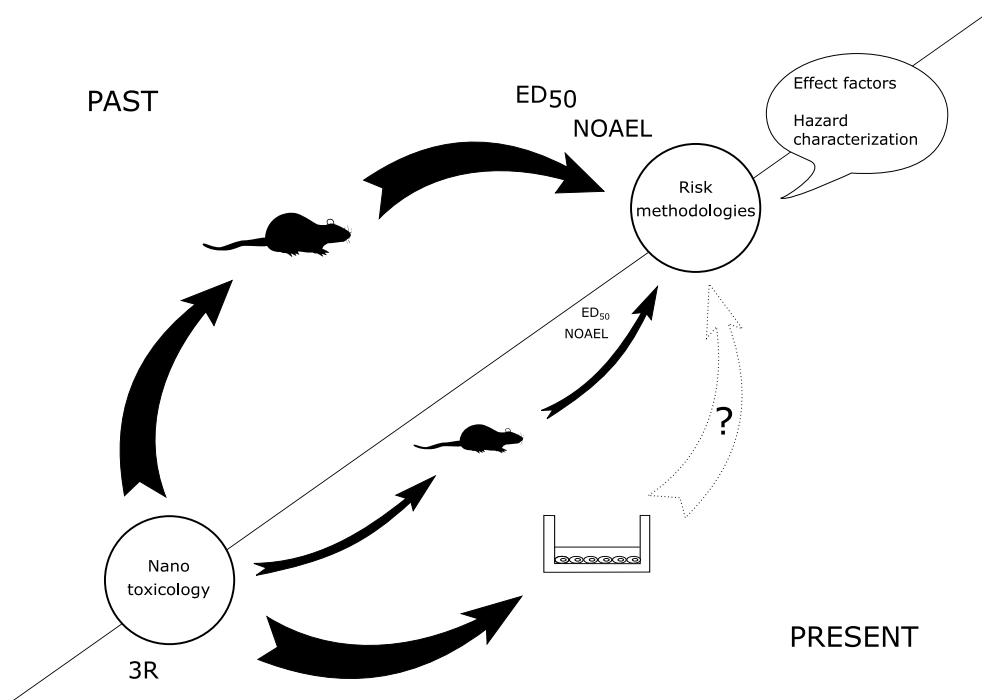 PAST
ED50
NOAEL
Effect factors
Hazard
characterization
Risk
methodologies
ED50
NOAEL
?
Nano
toxicology
3R
PRESENT